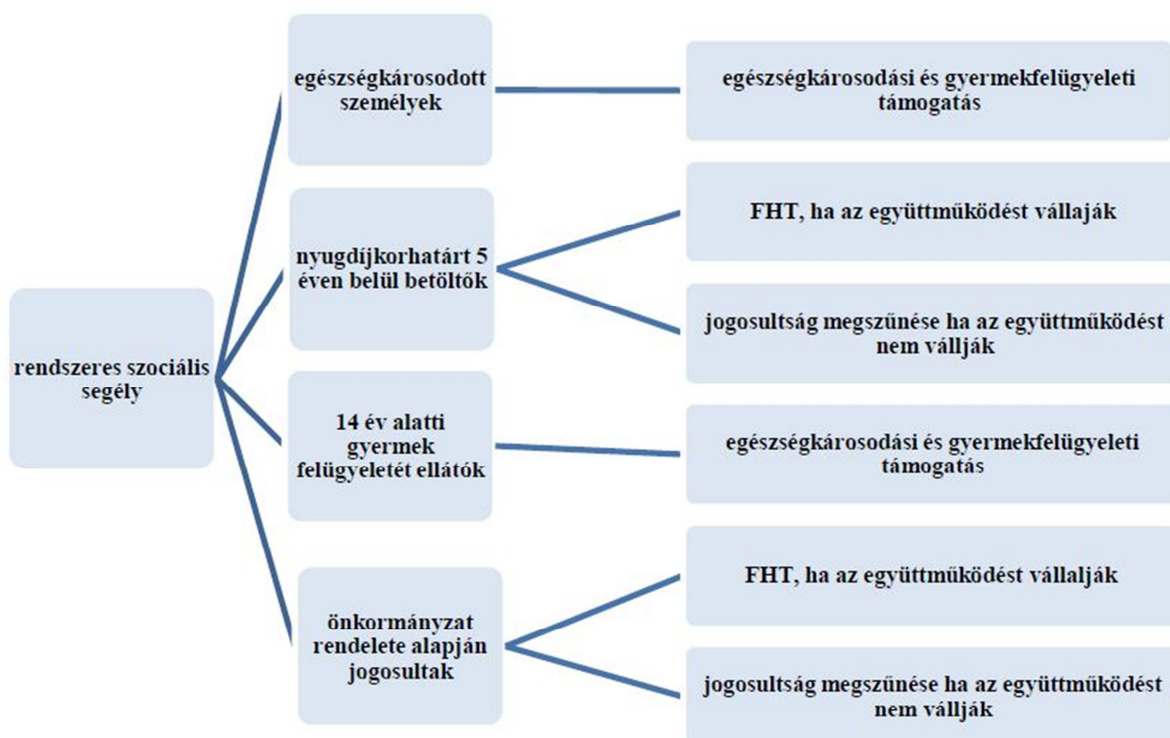 rendszeres szociális
segély
egészségkárosodott
személyek
egészségkárosodási és gyermekfelügyeleti
támogatás
nyugdíjkorhatárt 5
éven belül betöltők
FHT, ha az együttműködést vállaják
jogosultság megszűnése ha az együttműködést
nem vállják
14 év alatti
gyermek
felügyeletét ellátók
egészségkárosodási és gyermekfelügyeleti
támogatás
önkormányzat
rendelete alapján
jogosultak
FHT, ha az együttműködést vállalják
jogosultság megszűnése ha az együttműködést
nem vállják